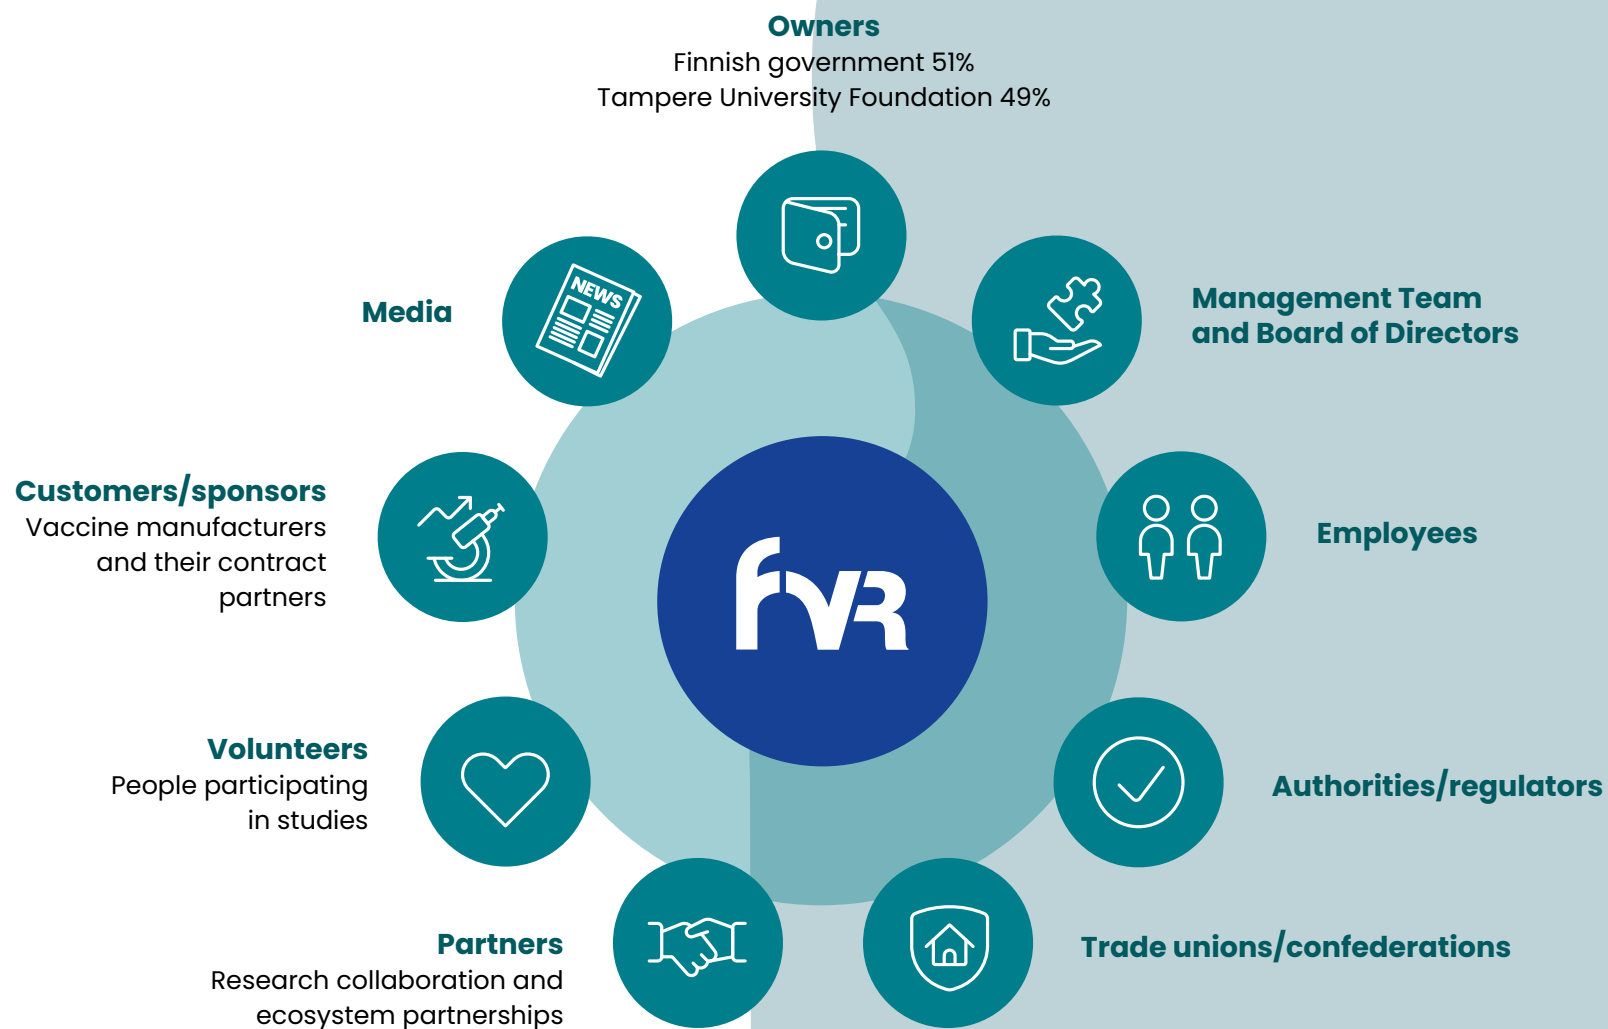 Owners
Finnish government 51%
Tampere University Foundation 49%
NEWS
Media
Management Team
and Board of Directors
Customers/sponsors
Vaccine manufacturers
and their contract
partners
Employees
FVR
Volunteers
People participating
in studies
Authorities/regulators
Partners
Research collaboration and
ecosystem partnerships
Trade unions/confederations